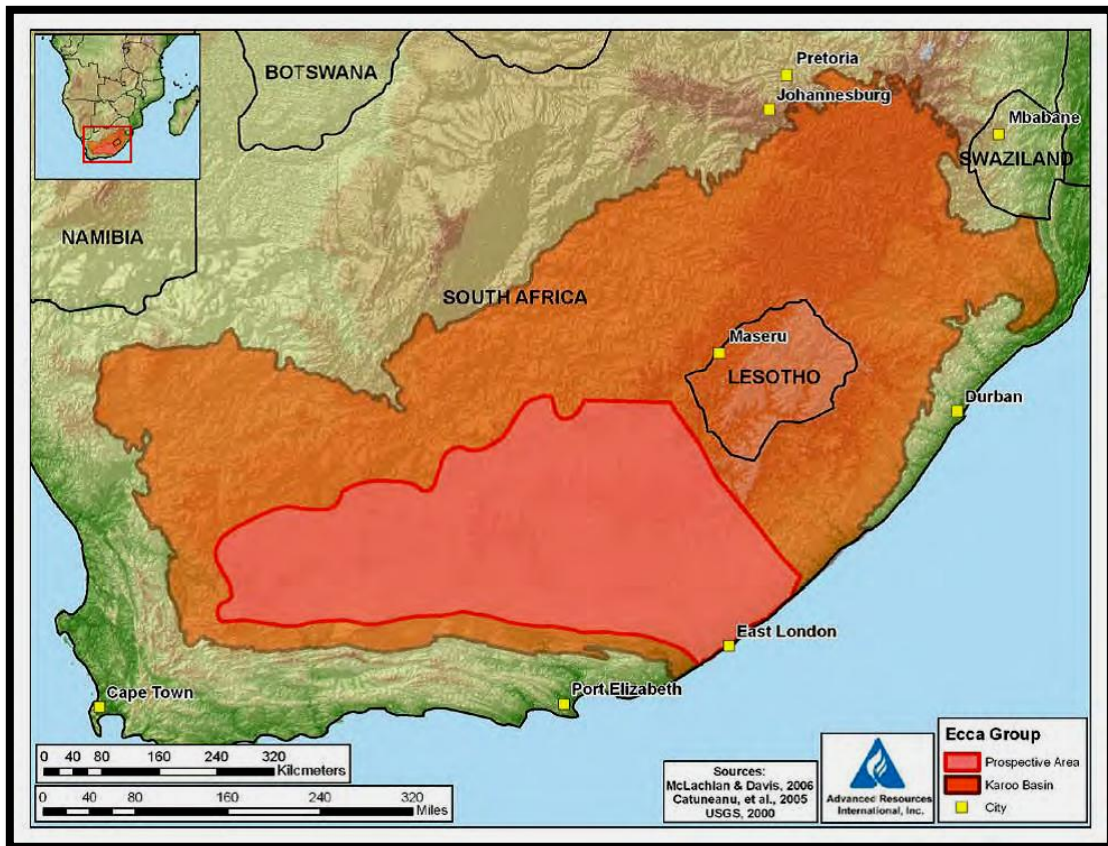 Pretoria
BOTSWANA
Johannesburg
Mbabane
SWAZILAND
NAMIBIA
SOUTH AFRICA
Maseru
LESOTHO
Durban
East London
Cape Town
Port Elizabeth
0 40 80 160 240 320
Kilcmeters
0 40 80 160 240 320
Miles
Sources:
McLachlan & Davis, 2006
Catuneanu, et al., 2005
USGS, 2000
Advanced Resources
International, Inc.
Ecca Group
Prospective Area
Karoo Basin
City